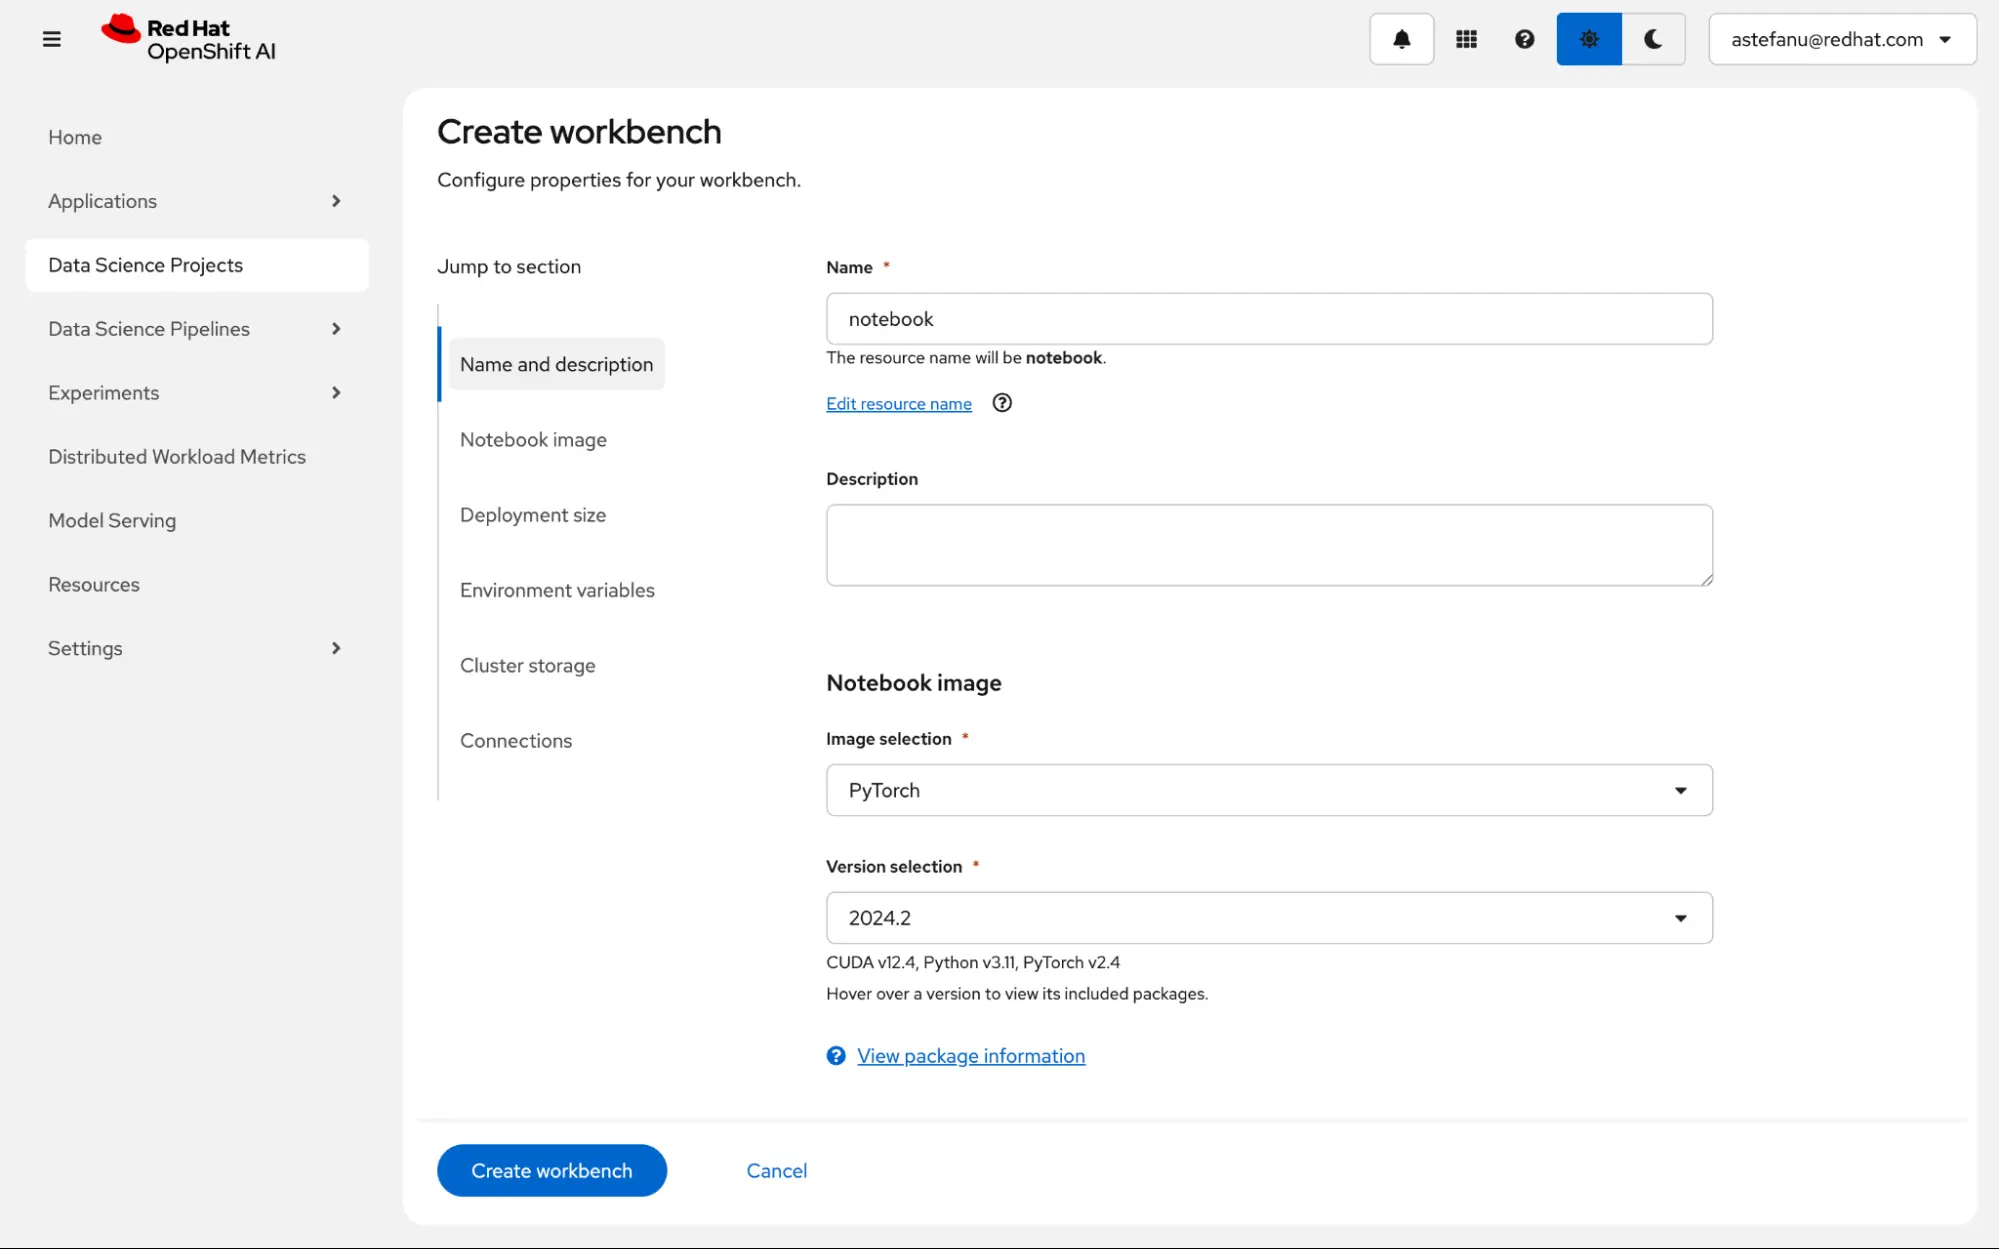 Red Hat
OpenShift AI
astefanu@redhat.com
Home
Applications
Data Science Projects
Data Science Pipelines
Experiments
Distributed Workload Metrics
Model Serving
Resources
Settings
Create workbench
Configure properties for your workbench.
Jump to section
Name and description
Notebook image
Deployment size
Environment variables
Cluster storage
Connections
Name *
notebook
The resource name will be notebook.
Edit resource name
Description
Notebook image
Image selection *
PyTorch
Version selection *
2024.2
CUDA v12.4, Python v3.11, PyTorch v2.4
Hover over a version to view its included packages.
View package information
Create workbench
Cancel